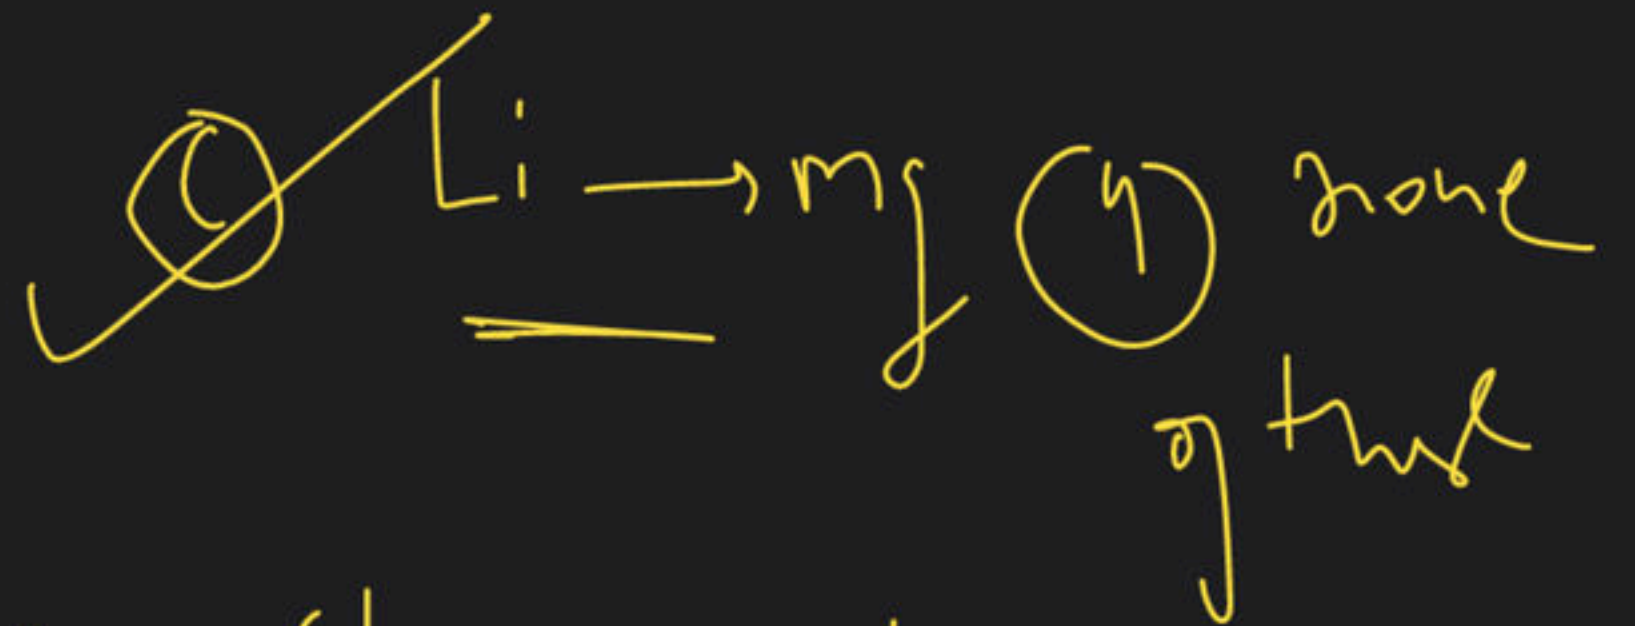 C Li → mg 4 none
of these